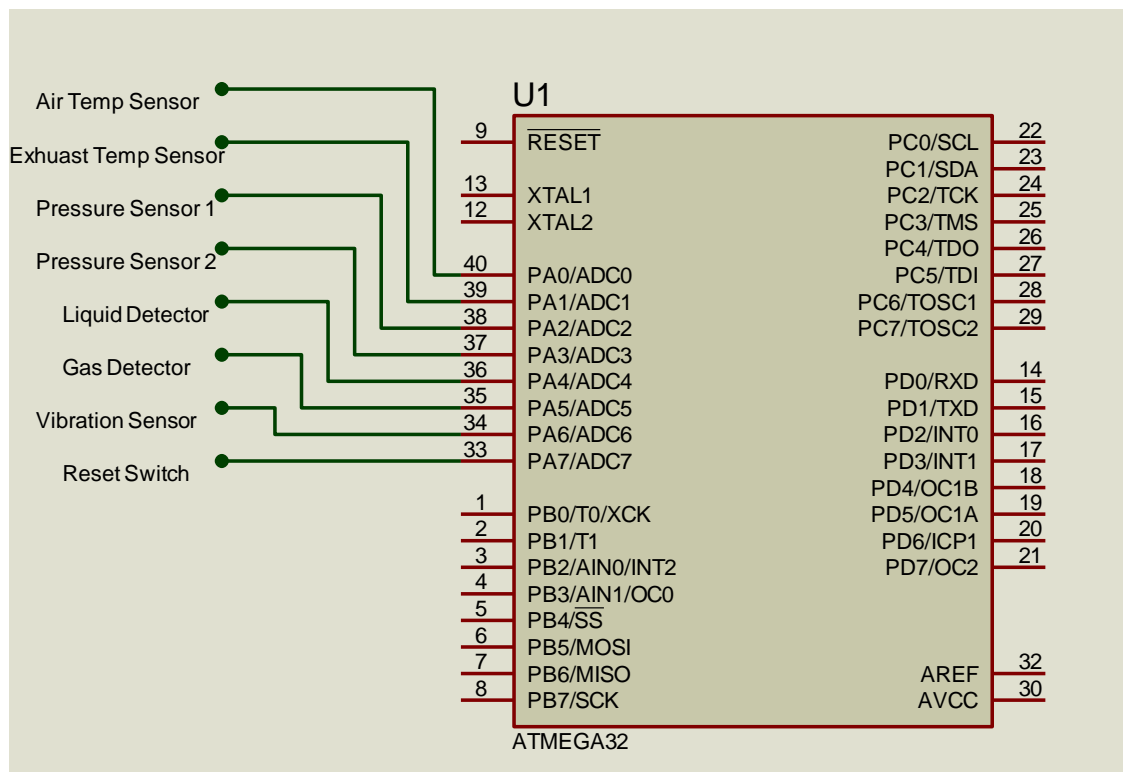 Air Temp Sensor
Exhuast Temp Sensor
Pressure Sensor 1
Pressure Sensor 2
Liquid Detector
Gas Detector
Vibration Sensor
Reset Switch
U1
9 RESET
13 XTAL1
12 XTAL2
40 PA0/ADC0
39 PA1/ADC1
38 PA2/ADC2
37 PA3/ADC3
36 PA4/ADC4
35 PA5/ADC5
34 PA6/ADC6
33 PA7/ADC7
1 PB0/T0/XCK
2 PB1/T1
3 PB2/AIN0/INT2
4 PB3/AIN1/OC0
5 PB4/SS
6 PB5/MOSI
7 PB6/MISO
8 PB7/SCK
PC0/SCL 22
PC1/SDA 23
PC2/TCK 24
PC3/TMS 25
PC4/TDO 26
PC5/TDI 27
PC6/TOSC1 28
PC7/TOSC2 29
PD0/RXD 14
PD1/TXD 15
PD2/INT0 16
PD3/INT1 17
PD4/OC1B 18
PD5/OC1A 19
PD6/ICP1 20
PD7/OC2 21
AREF 32
AVCC 30
ATMEGA32